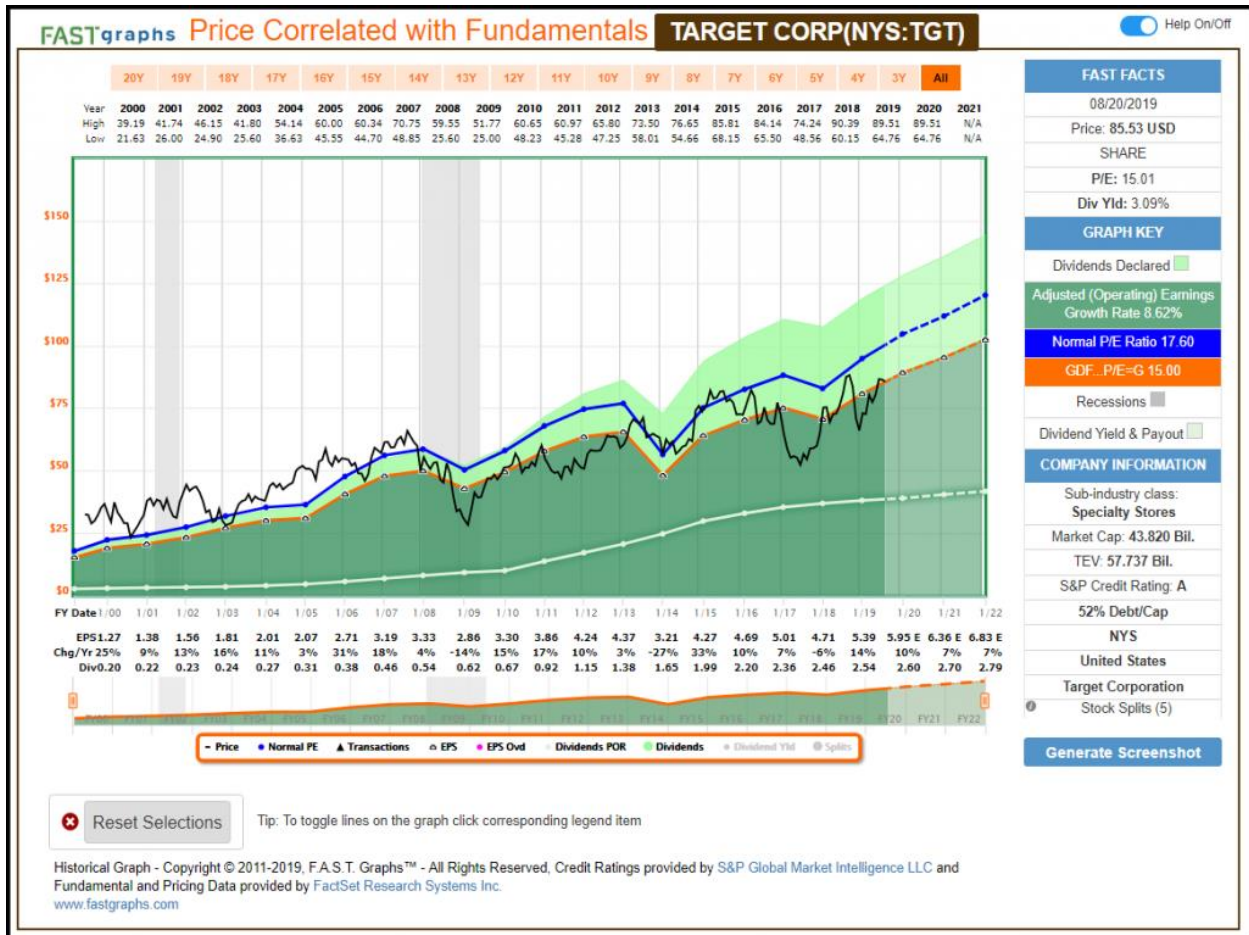 FAST graphs Price Correlated with Fundamentals TARGET CORP(NYS:TGT)
Help On/Off
20Y 19Y 18Y 17Y 16Y 15Y 14Y 13Y 12Y 11Y 10Y 9Y 8Y 7Y 6Y 5Y 4Y 3Y All
Year 2000 2001 2002 2003 2004 2005 2006 2007 2008 2009 2010 2011 2012 2013 2014 2015 2016 2017 2018 2019 2020 2021
High 39.19 41.74 46.15 41.80 54.14 60.00 60.34 70.75 59.55 51.77 60.65 60.97 65.80 73.50 76.65 85.81 84.14 74.24 90.39 89.51 89.51 N/A
Low 21.63 26.00 24.90 25.60 36.63 45.55 44.70 48.85 25.60 25.00 48.23 45.28 47.25 58.01 54.66 68.15 65.50 48.56 60.15 64.76 64.76 N/A
$150
$125
$100
$75
$50
$25
$0
FY Date 1/00 1/01 1/02 1/03 1/04 1/05 1/06 1/07 1/08 1/09 1/10 1/11 1/12 1/13 1/14 1/15 1/16 1/17 1/18 1/19 1/20 1/21 1/22
EPS 1.27 1.38 1.56 1.81 2.01 2.07 2.71 3.19 3.33 2.86 3.30 3.86 4.24 4.37 3.21 4.27 4.69 5.01 4.71 5.39 5.95 E 6.36 E 6.83 E
Chg/Yr 25% 9% 13% 16% 11% 3% 31% 18% 4% -14% 15% 17% 10% 3% -27% 33% 10% 7% -6% 14% 10% 7% 7%
Div 0.20 0.22 0.23 0.24 0.27 0.31 0.38 0.46 0.54 0.62 0.67 0.92 1.15 1.38 1.65 1.99 2.20 2.36 2.46 2.54 2.60 2.70 2.79
FY20 FY21 FY22
Price Normal PE Transactions EPS EPS Ovd Dividends POR Dividends Dividend Yld Splits
FAST FACTS
08/20/2019
Price: 85.53 USD
SHARE
P/E: 15.01
Div Yld: 3.09%
GRAPH KEY
Dividends Declared
Adjusted (Operating) Earnings
Growth Rate 8.62%
Normal P/E Ratio 17.60
GDF...P/E=G 15.00
Recessions
Dividend Yield & Payout
COMPANY INFORMATION
Sub-industry class:
Specialty Stores
Market Cap: 43.820 Bil.
TEV: 57.737 Bil.
S&P Credit Rating: A
52% Debt/Cap
NYS
United States
Target Corporation
Stock Splits (5)
Generate Screenshot
Reset Selections
Tip: To toggle lines on the graph click corresponding legend item
Historical Graph - Copyright © 2011-2019, F.A.S.T. Graphs™ - All Rights Reserved, Credit Ratings provided by S&P Global Market Intelligence LLC and
Fundamental and Pricing Data provided by FactSet Research Systems Inc.
www.fastgraphs.com